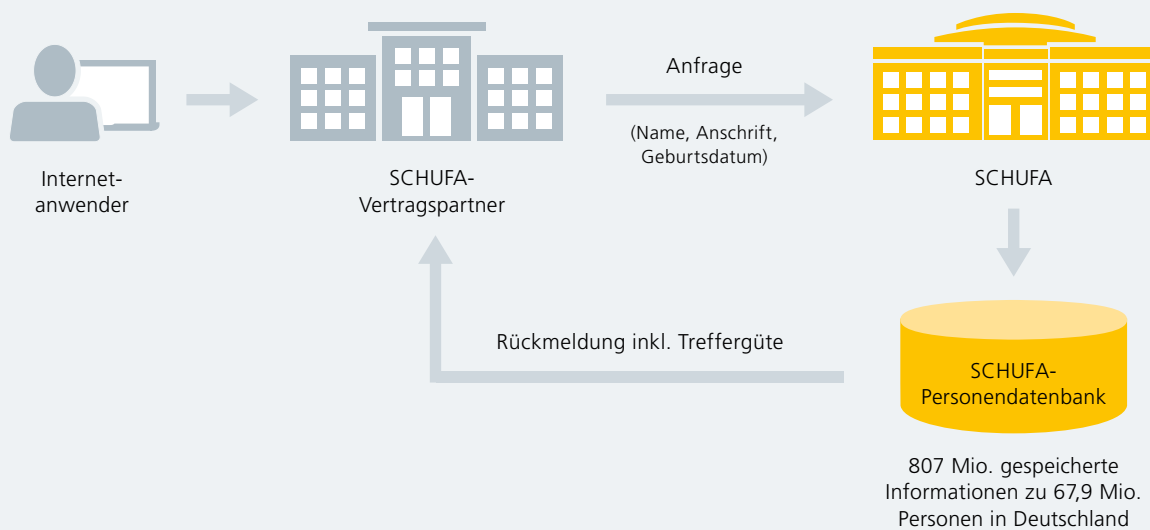 Internet-
anwender
SCHUFA-
Vertragspartner
Anfrage
(Name, Anschrift,
Geburtsdatum)
SCHUFA
Rückmeldung inkl. Treffergüte
SCHUFA-
Personendatenbank
807 Mio. gespeicherte
Informationen zu 67,9 Mio.
Personen in Deutschland